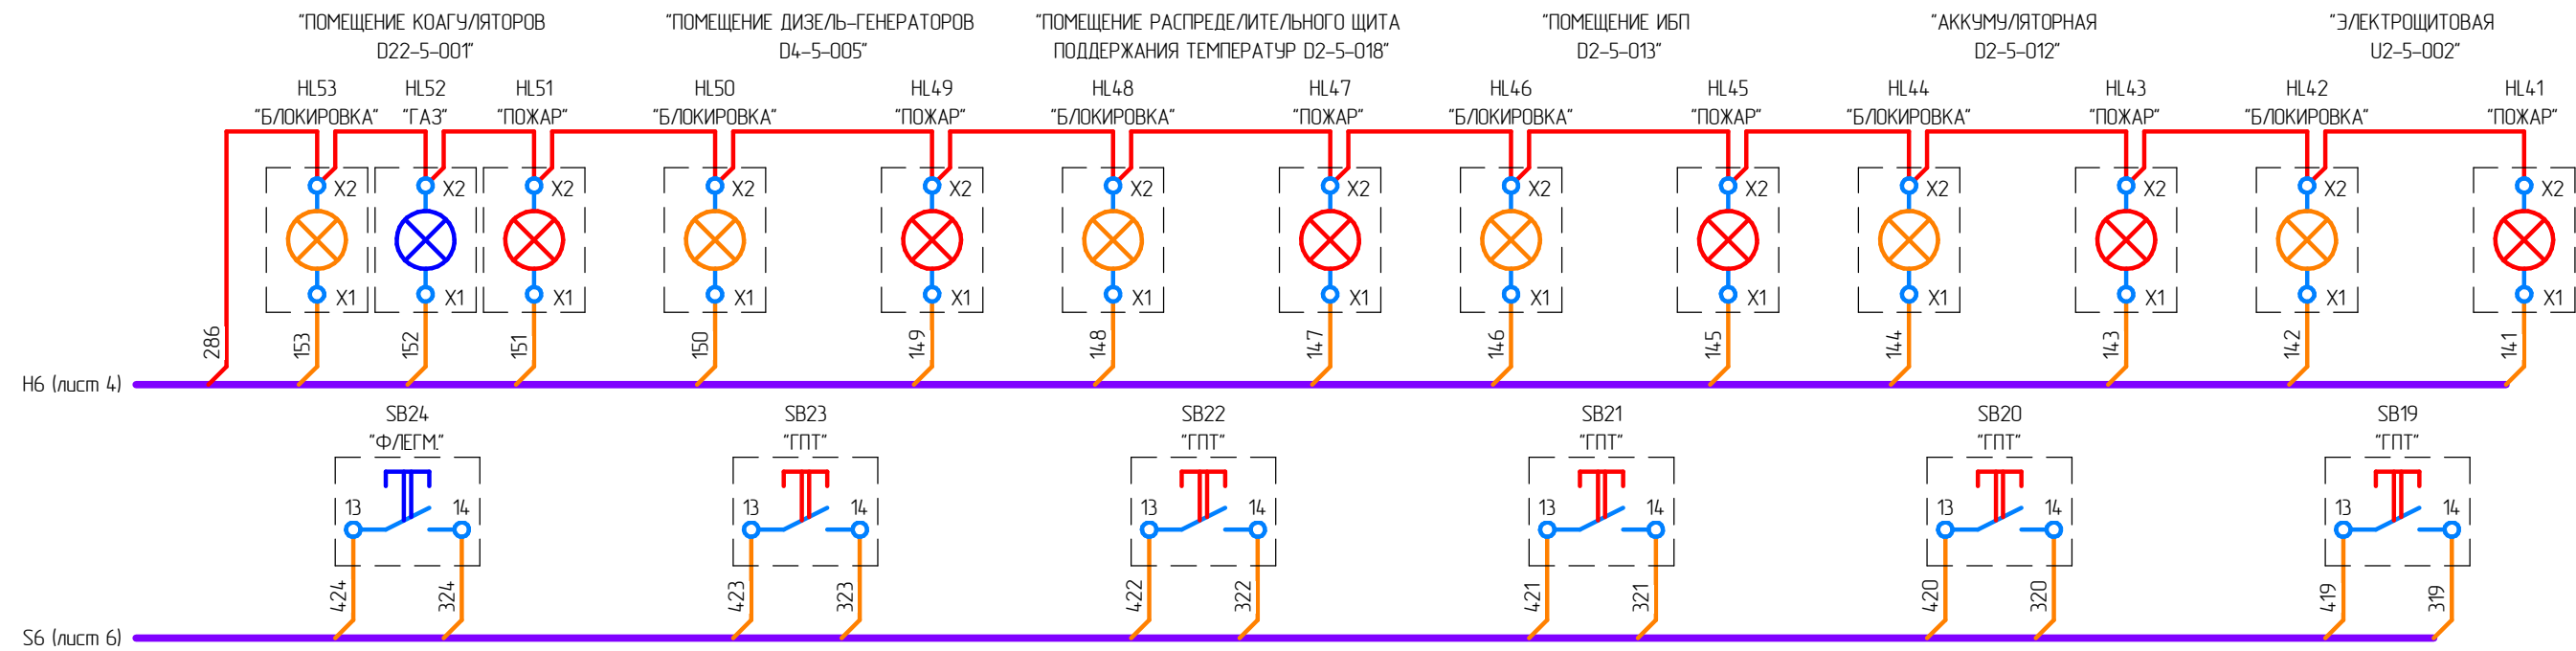 "ПОМЕЩЕНИЕ КОАГУЛЯТОРОВ
D22-5-001"
"ПОМЕЩЕНИЕ ДИЗЕЛЬ-ГЕНЕРАТОРОВ
D4-5-005"
"ПОМЕЩЕНИЕ РАСПРЕДЕЛИТЕЛЬНОГО ЩИТА
ПОДДЕРЖАНИЯ ТЕМПЕРАТУР D2-5-018"
"ПОМЕЩЕНИЕ ИБП
D2-5-013"
"АККУМУЛЯТОРНАЯ
D2-5-012"
"ЭЛЕКТРОЩИТОВАЯ
U2-5-002"
HL53 HL52 HL51 HL50 HL49 HL48 HL47 HL46 HL45 HL44 HL43 HL42 HL41
"БЛОКИРОВКА" "ГАЗ" "ПОЖАР" "БЛОКИРОВКА" "ПОЖАР" "БЛОКИРОВКА" "ПОЖАР" "БЛОКИРОВКА" "ПОЖАР" "БЛОКИРОВКА" "ПОЖАР" "БЛОКИРОВКА" "ПОЖАР"
X2 X2 X2 X2 X2 X2 X2 X2 X2 X2 X2 X2 X2
X1 X1 X1 X1 X1 X1 X1 X1 X1 X1 X1 X1 X1
286 153 152 151 150 149 148 147 146 145 144 143 142 141
H6 (лист 4)
SB24 SB23 SB22 SB21 SB20 SB19
"ФЛЕГМ." "ГПТ" "ГПТ" "ГПТ" "ГПТ" "ГПТ"
13 14 13 14 13 14 13 14 13 14 13 14
424 324 423 323 422 322 421 321 420 320 419 319
S6 (лист 6)